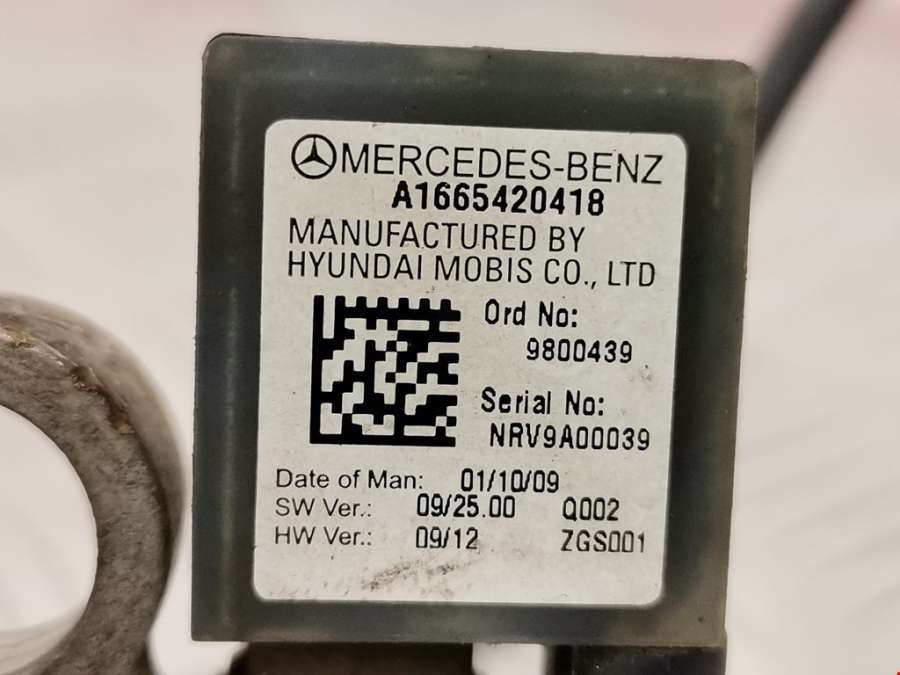 MERCEDES-BENZ
A1665420418
MANUFACTURED BY
HYUNDAI MOBIS CO., LTD
Ord No:
9800439
Serial No:
NRV9A00039
Date of Man: 01/10/09
SW Ver.: 09/25.00 Q002
HW Ver.: 09/12 ZGS001